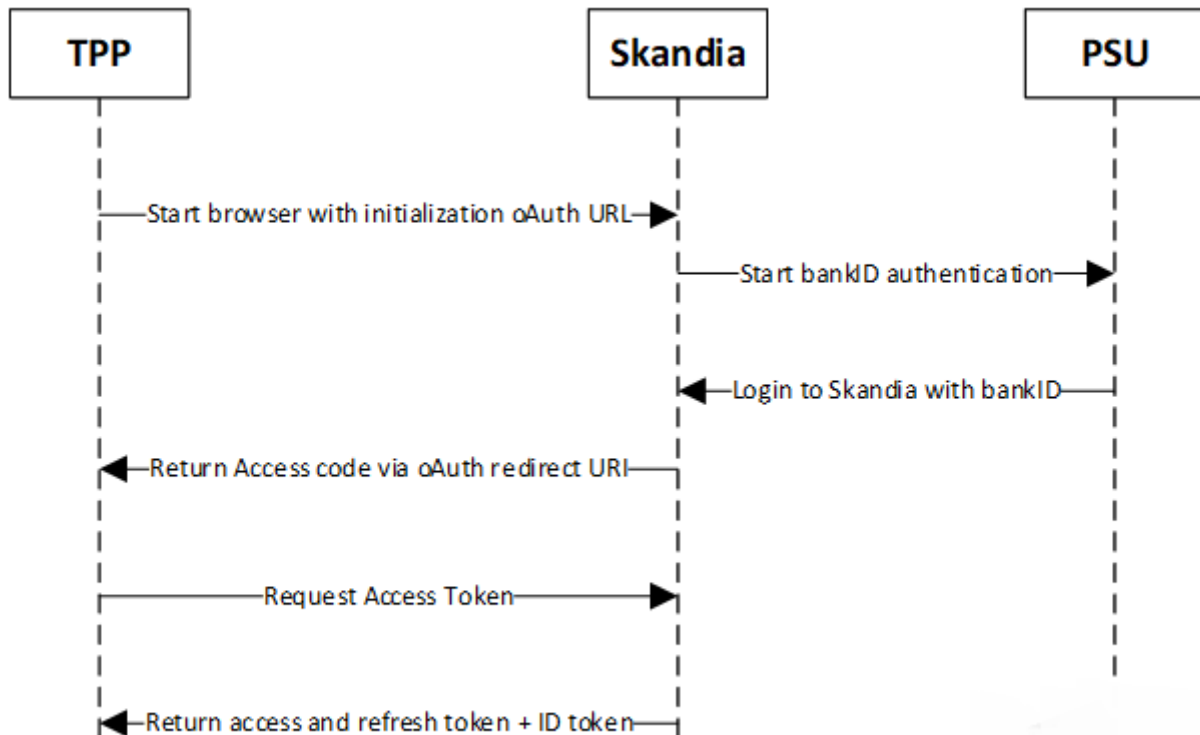 TPP
Skandia
PSU
Start browser with initialization oAuth URL
Start bankID authentication
Login to Skandia with bankID
Return Access code via oAuth redirect URI
Request Access Token
Return access and refresh token + ID token